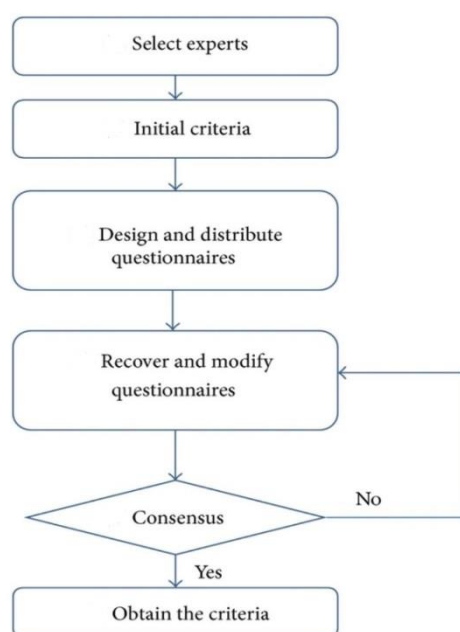 Select experts
Initial criteria
Design and distribute
questionnaires
Recover and modify
questionnaires
Consensus
No
Yes
Obtain the criteria